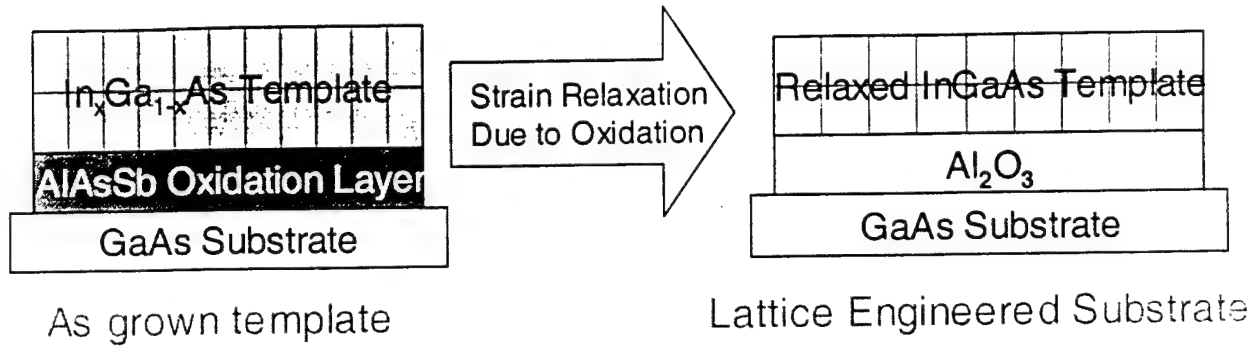 InₓGa₁₋ₓAs Template
AlAsSb Oxidation Layer
GaAs Substrate
As grown template
Strain Relaxation
Due to Oxidation
Relaxed InGaAs Template
Al₂O₃
GaAs Substrate
Lattice Engineered Substrate